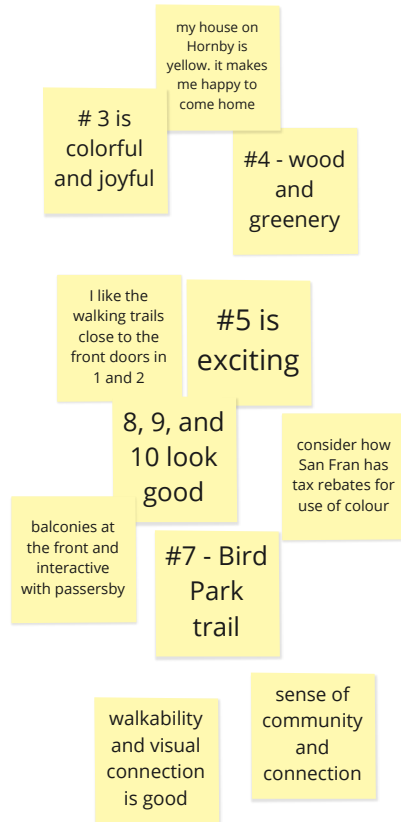 my house on
Hornby is
yellow. it makes
me happy to
come home
# 3 is
colorful
and joyful
#4 - wood
and
greenery
I like the
walking trails
close to the
front doors in
1 and 2
#5 is
exciting
8, 9, and
10 look
good
consider how
San Fran has
tax rebates for
use of colour
balconies at
the front and
interactive
with passersby
#7 - Bird
Park
trail
sense of
community
and
connection
walkability
and visual
connection
is good